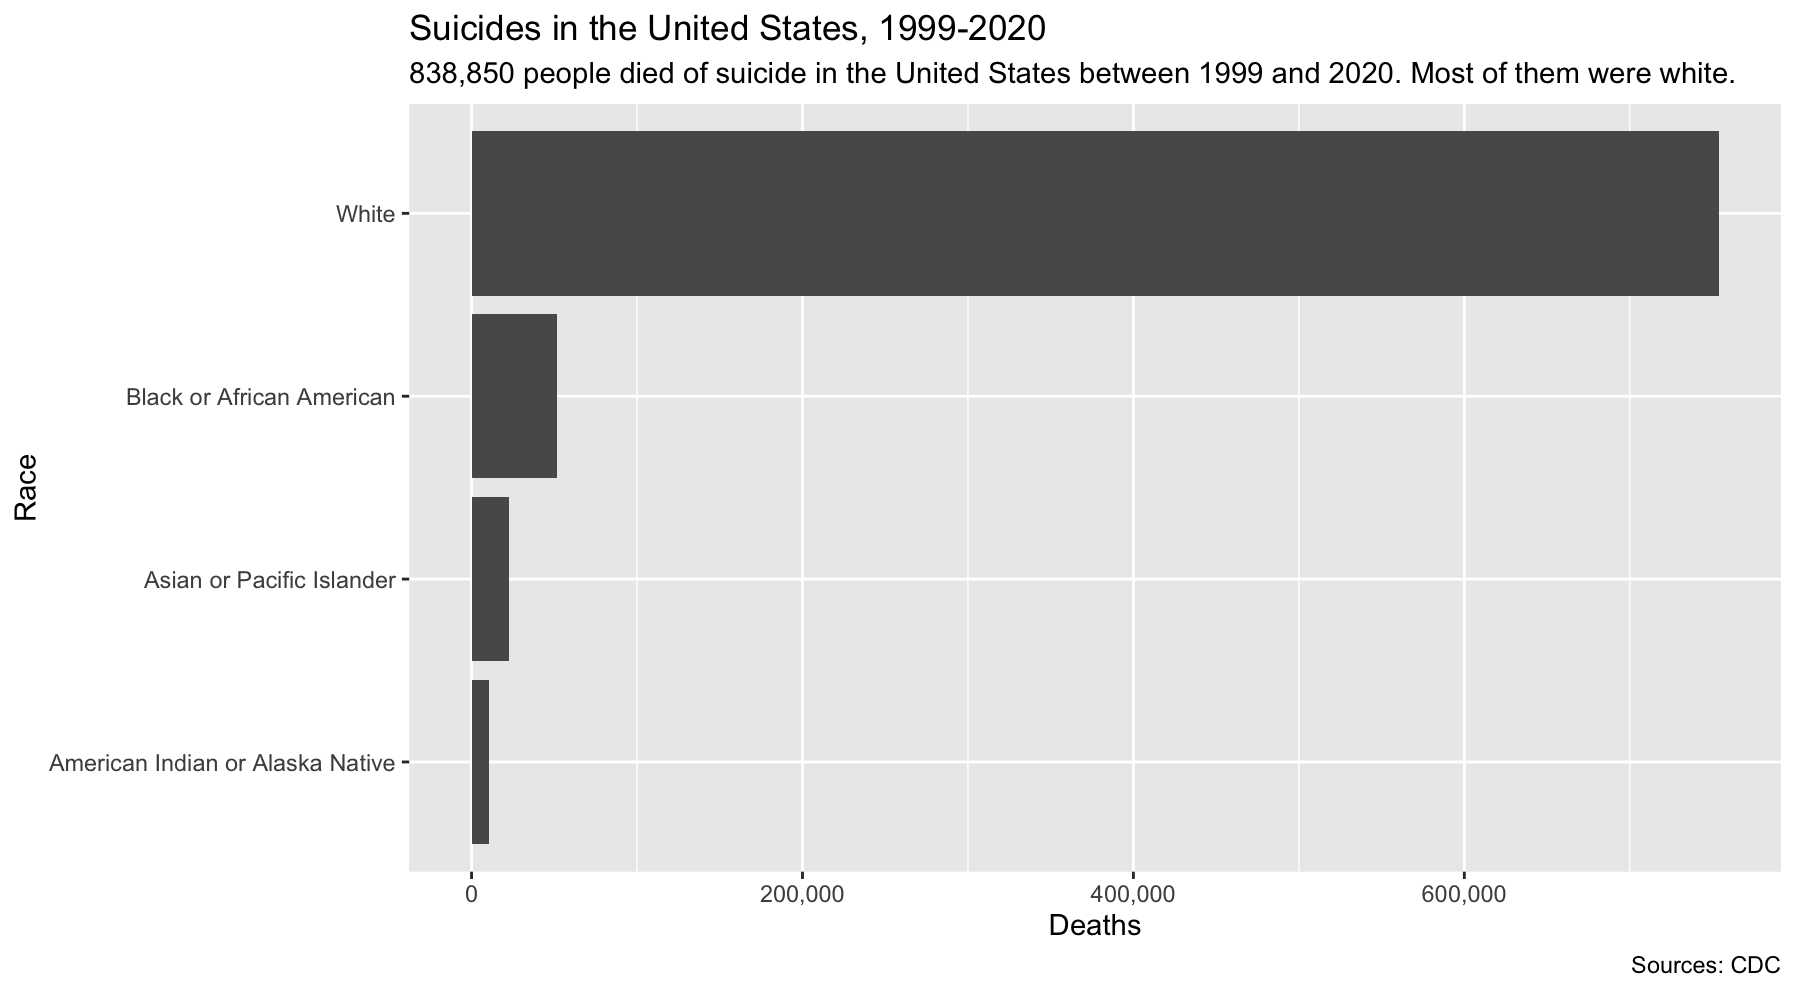 Suicides in the United States, 1999-2020
838,850 people died of suicide in the United States between 1999 and 2020. Most of them were white.
Race
White
Black or African American
Asian or Pacific Islander
American Indian or Alaska Native
0
200,000
400,000
600,000
Deaths
Sources: CDC